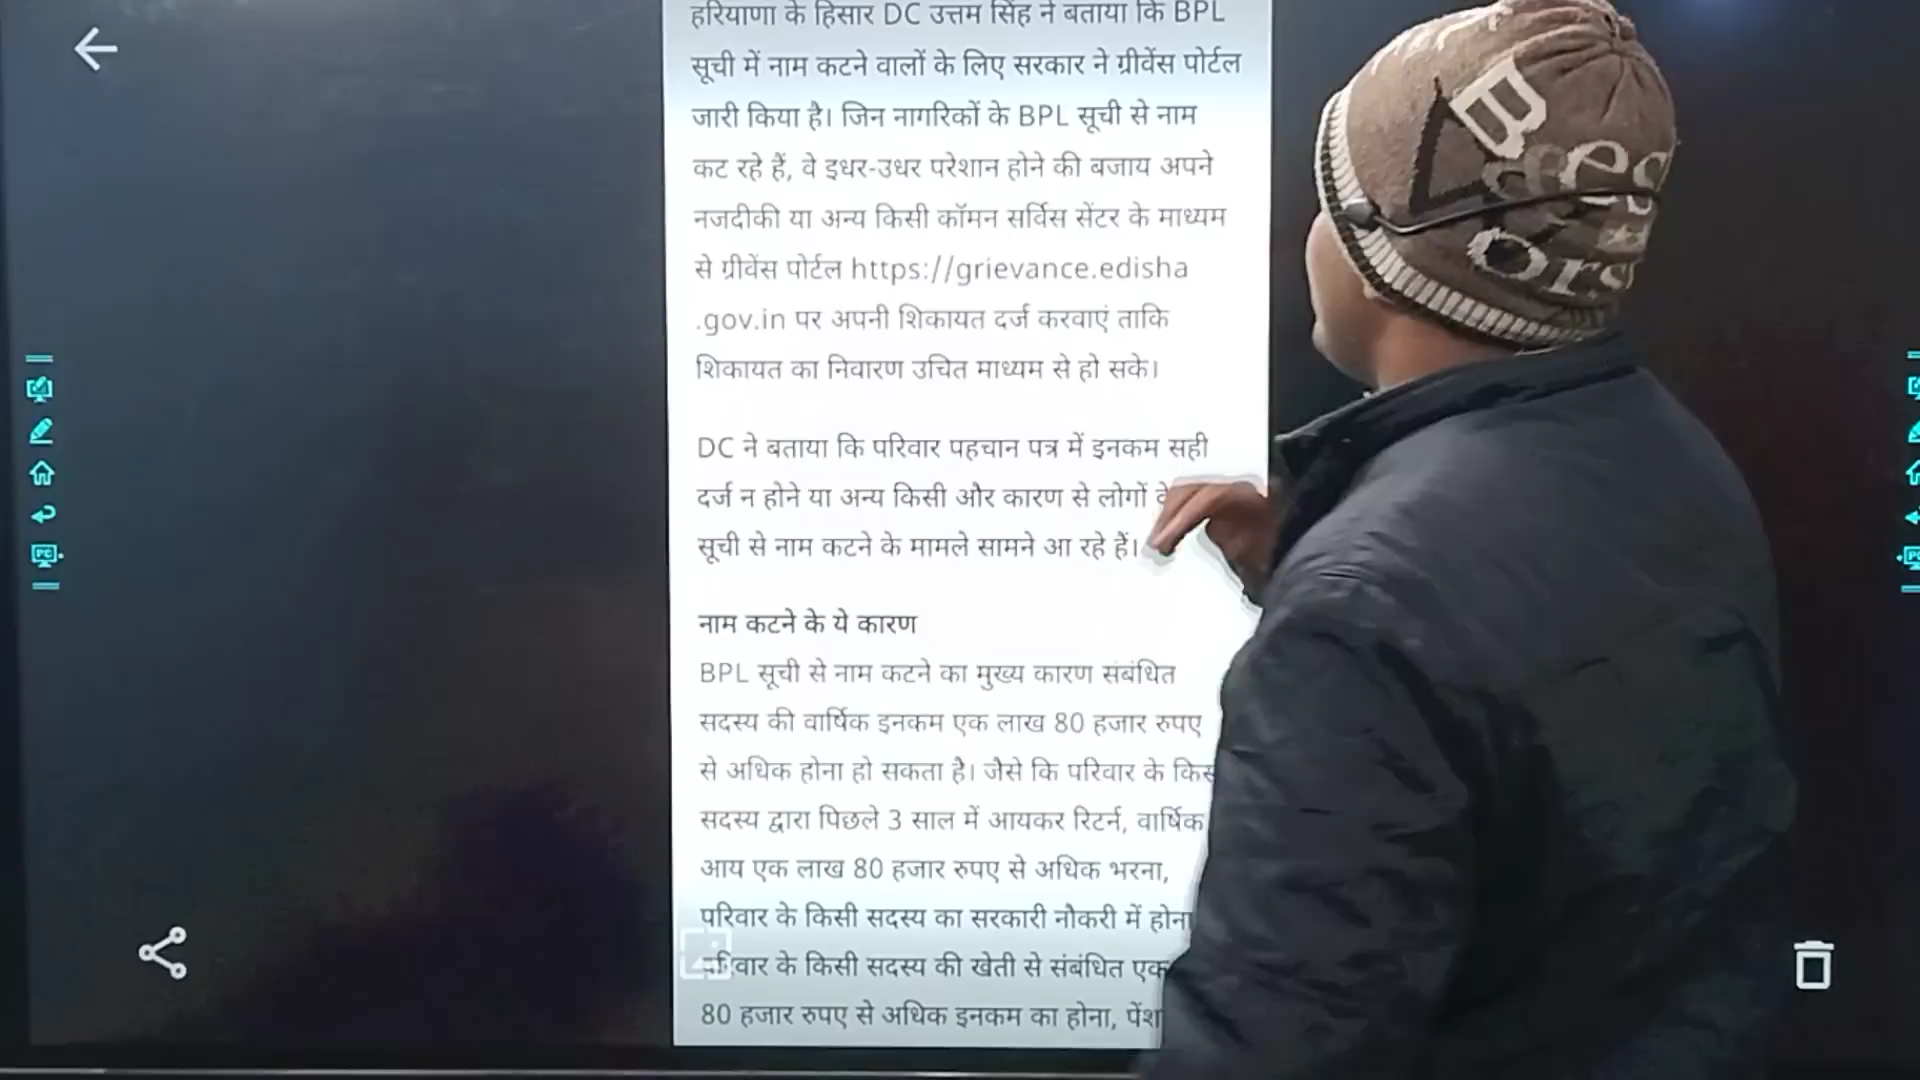 हरियाणा के हिसार DC उत्तम सिंह ने बताया कि BPL
सूची में नाम कटने वालों के लिए सरकार ने ग्रीवेंस पोर्टल
जारी किया है। जिन नागरिकों के BPL सूची से नाम
कट रहे हैं, वे इधर-उधर परेशान होने की बजाय अपने
नजदीकी या अन्य किसी कॉमन सर्विस सेंटर के माध्यम
से ग्रीवेंस पोर्टल https://grievance.edisha
.gov.in पर अपनी शिकायत दर्ज करवाएं ताकि
शिकायत का निवारण उचित माध्यम से हो सके।
DC ने बताया कि परिवार पहचान पत्र में इनकम सही
दर्ज न होने या अन्य किसी और कारण से लोगों
सूची से नाम कटने के मामले सामने आ रहे हैं।
नाम कटने के ये कारण
BPL सूची से नाम कटने का मुख्य कारण संबंधित
सदस्य की वार्षिक इनकम एक लाख 80 हजार रुपए
से अधिक होना हो सकता है। जैसे कि परिवार के
सदस्य द्वारा पिछले 3 साल में आयकर रिटर्न, वार्षिक
आय एक लाख 80 हजार रुपए से अधिक भरना,
परिवार के किसी सदस्य का सरकारी नौकरी में होना
परिवार के किसी सदस्य की खेती से संबंधित एक
80 हजार रुपए से अधिक इनकम का होना,
B
es
Ors
PC